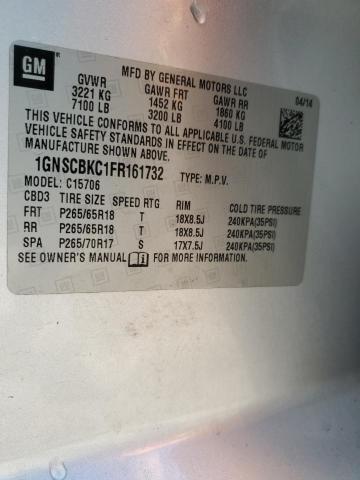 GM
MFD BY GENERAL MOTORS LLC
04/14
GVWR GAWR FRT GAWR RR
3221 KG 1452 KG 1860 KG
7100 LB 3200 LB 4100 LB
THIS VEHICLE CONFORMS TO ALL APPLICABLE U.S. FEDERAL MOTOR
VEHICLE SAFETY STANDARDS IN EFFECT ON THE DATE OF
MANUFACTURE SHOWN ABOVE.
1GNSCBKC1FR161732 TYPE: M.P.V.
MODEL: C15706
CBD3 TIRE SIZE SPEED RTG RIM COLD TIRE PRESSURE
FRT P265/65R18 T 18X8.5J 240KPA(35PSI)
RR P265/65R18 T 18X8.5J 240KPA(35PSI)
SPA P265/70R17 S 17X7.5J 240KPA(35PSI)
SEE OWNER'S MANUAL FOR MORE INFORMATION.